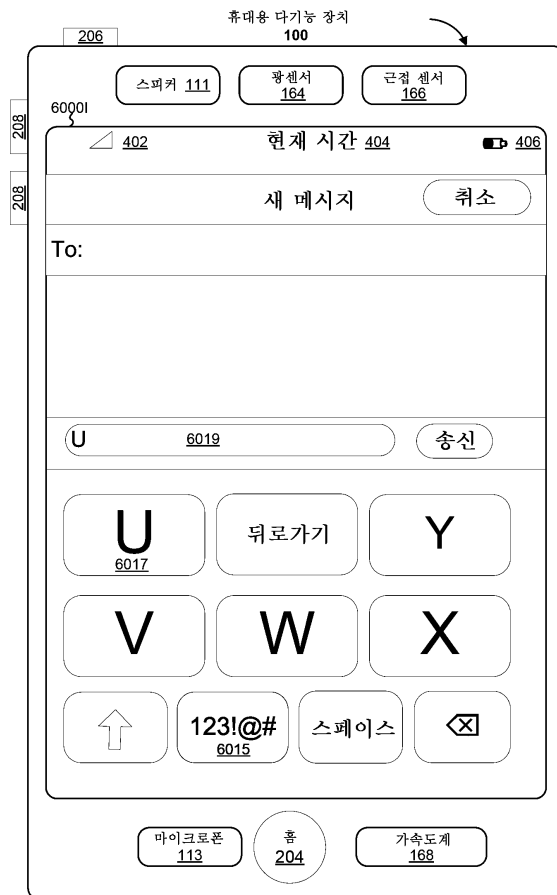 휴대용 다기능 장치
206
100
스피커 111
광센서
164
근접 센서
166
6000I
208
402
현재 시간 404
406
208
새 메시지
취소
To:
U
6019
송신
U
6017
뒤로가기
Y
V
W
X
123!@#
6015
스페이스
마이크로폰
113
홈
204
가속도계
168